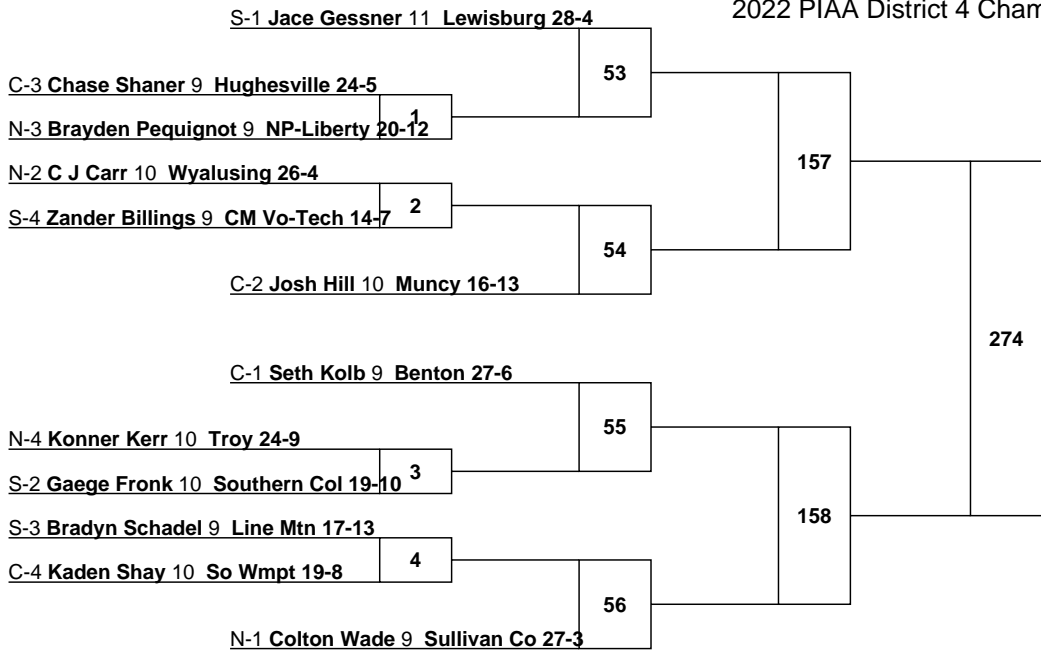 2022 PIAA District 4 Cham
S-1 Jace Gessner 11 Lewisburg 28-4
53
C-3 Chase Shaner 9 Hughesville 24-5
1
N-3 Brayden Pequignot 9 NP-Liberty 20-12
157
N-2 C J Carr 10 Wyalusing 26-4
2
S-4 Zander Billings 9 CM Vo-Tech 14-7
54
C-2 Josh Hill 10 Muncy 16-13
274
C-1 Seth Kolb 9 Benton 27-6
55
N-4 Konner Kerr 10 Troy 24-9
3
S-2 Gaege Fronk 10 Southern Col 19-10
158
S-3 Bradyn Schadel 9 Line Mtn 17-13
4
C-4 Kaden Shay 10 So Wmpt 19-8
56
N-1 Colton Wade 9 Sullivan Co 27-3